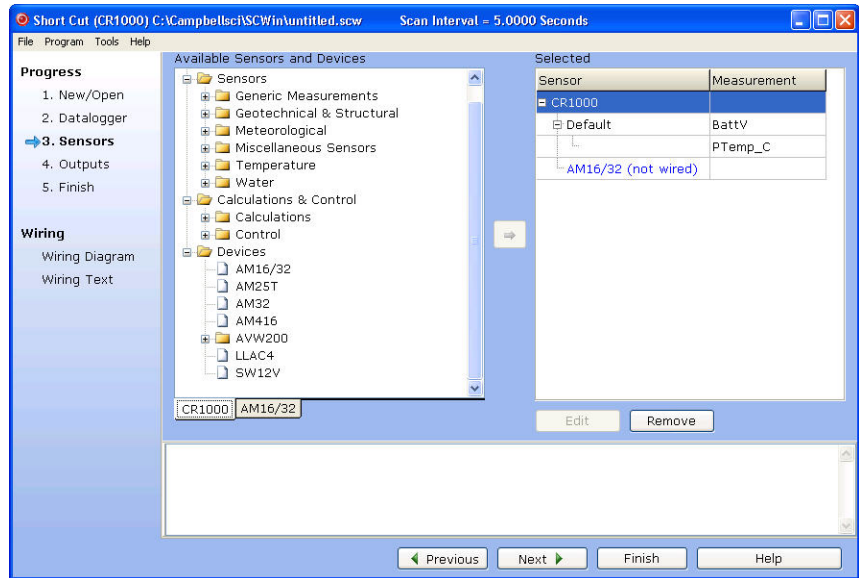 Short Cut (CR1000) C:\Campbellsci\SCWin\untitled.scw Scan Interval = 5.0000 Seconds
File Program Tools Help
Progress
1. New/Open
2. Datalogger
3. Sensors
4. Outputs
5. Finish
Wiring
Wiring Diagram
Wiring Text
Available Sensors and Devices
Sensors
Generic Measurements
Geotechnical & Structural
Meteorological
Miscellaneous Sensors
Temperature
Water
Calculations & Control
Calculations
Control
Devices
AM16/32
AM25T
AM32
AM416
AVW200
LLAC4
SW12V
CR1000 AM16/32
Selected
Sensor Measurement
CR1000
Default BattV
PTemp_C
AM16/32 (not wired)
Edit Remove
Previous Next Finish Help